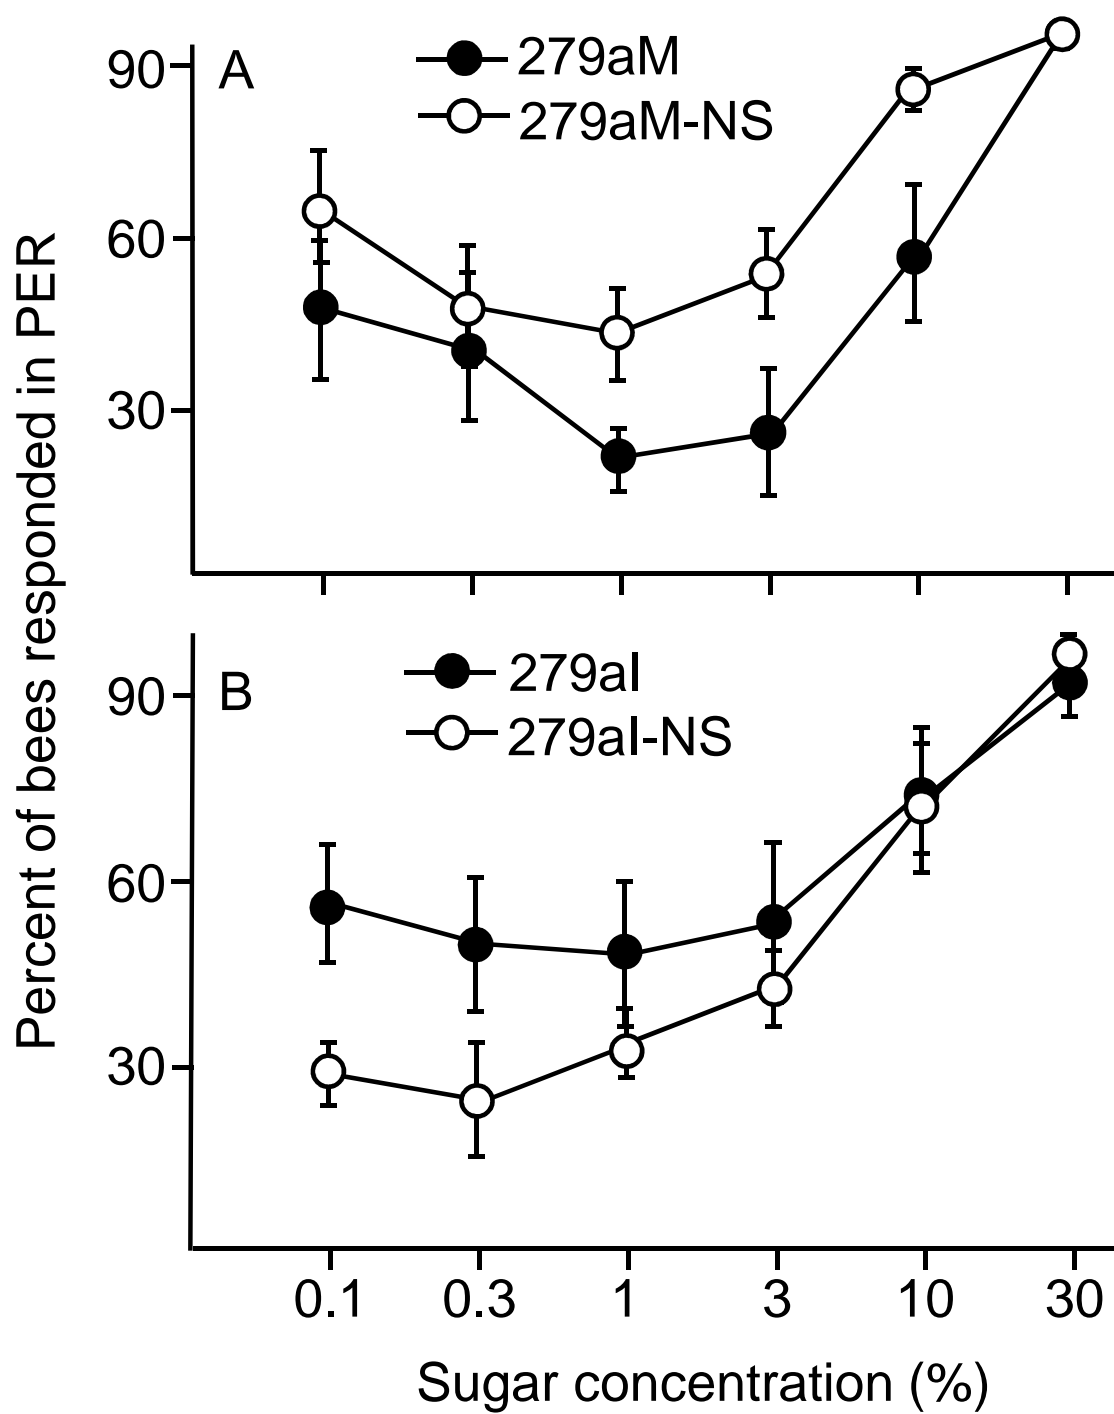 Percent of bees responded in PER
A
279aM
279aM-NS
90
60
30
B
279aI
279aI-NS
90
60
30
0.1 0.3 1 3 10 30
Sugar concentration (%)